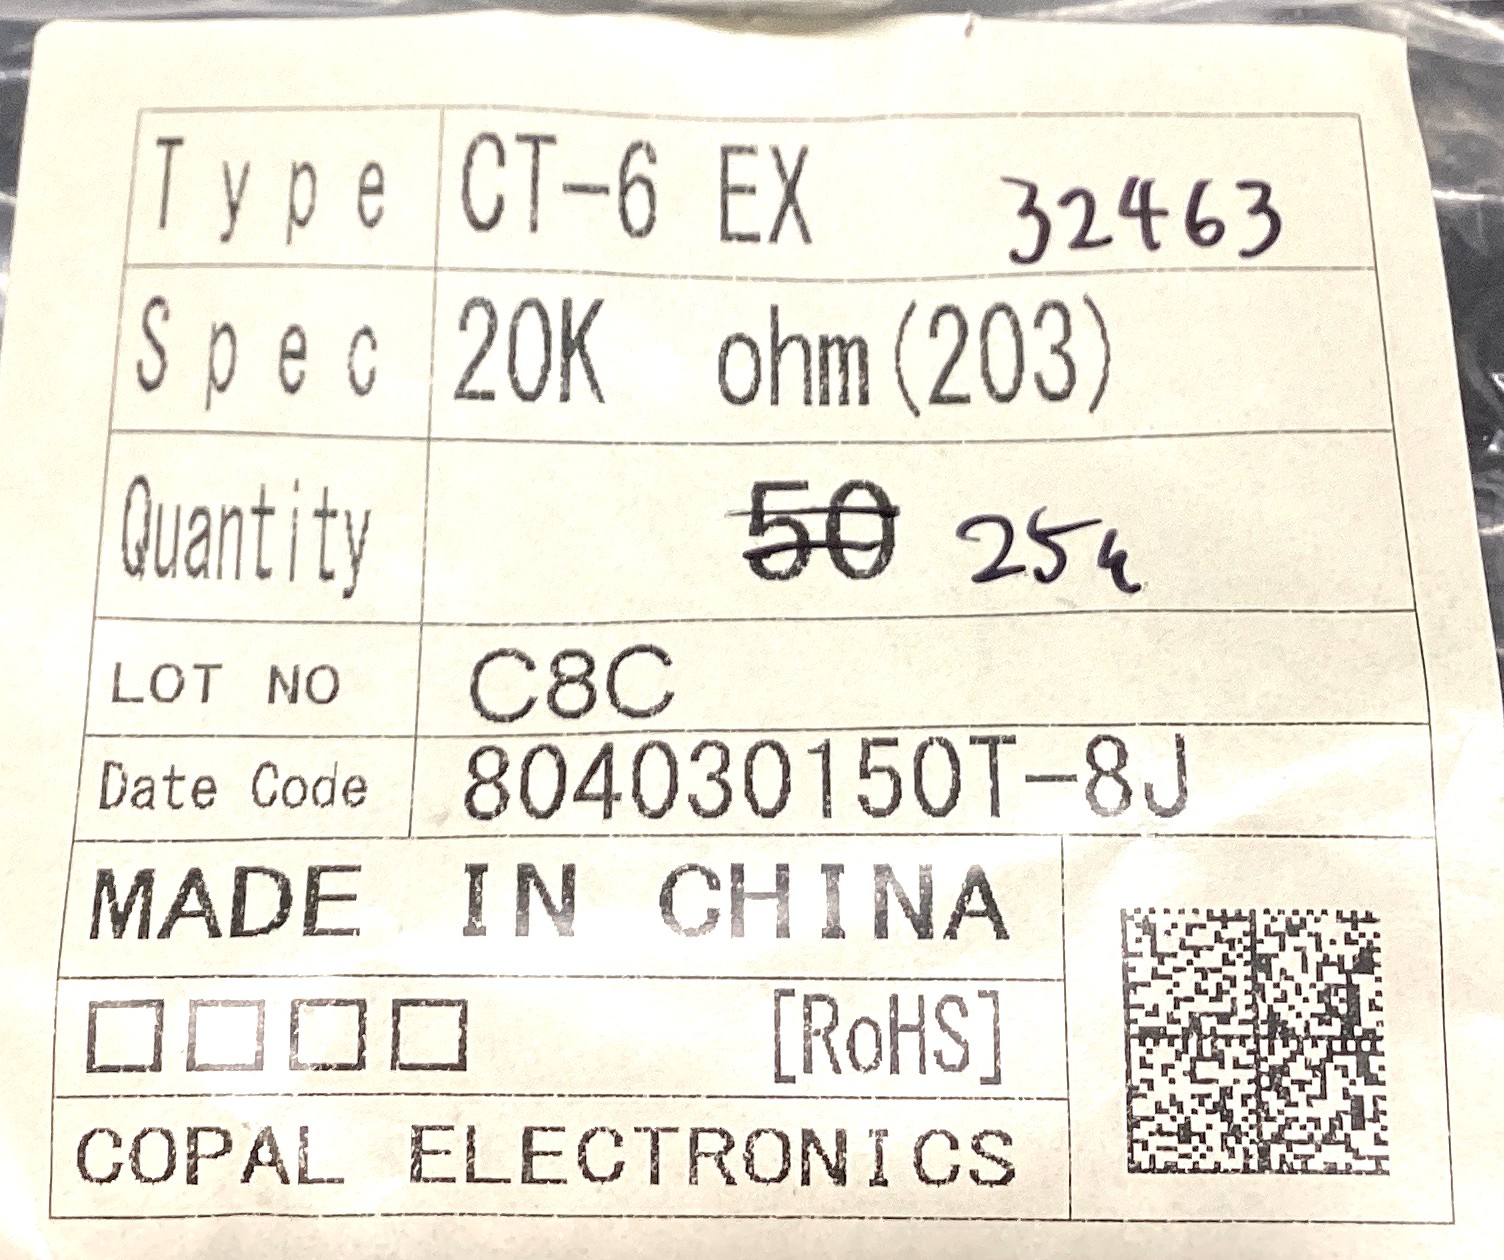 Type CT-6 EX 32463
Spec 20K ohm(203)
Quantity 50 25
LOT NO C8C
Date Code 804030150T-8J
MADE IN CHINA
□□□□ [RoHS]
COPAL ELECTRONICS